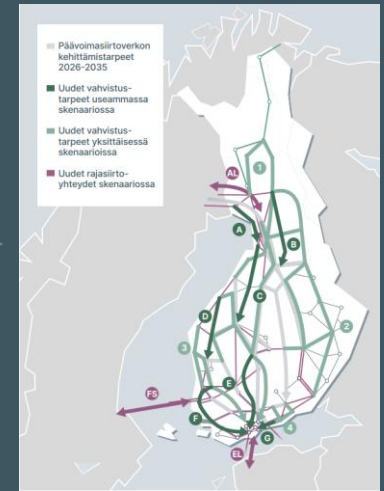 Päävoimasiirtoverkon
kehittämistarpeet
2026-2035
Uudet vahvistus-
tarpeet useammassa
skenaariossa
Uudet vahvistus-
tarpeet yksittäisessä
skenaarioissa
Uudet rajasiirto-
yhteydet skenaariossa
AL
1
A
B
C
D
2
3
E
FS
F
4
G
EL